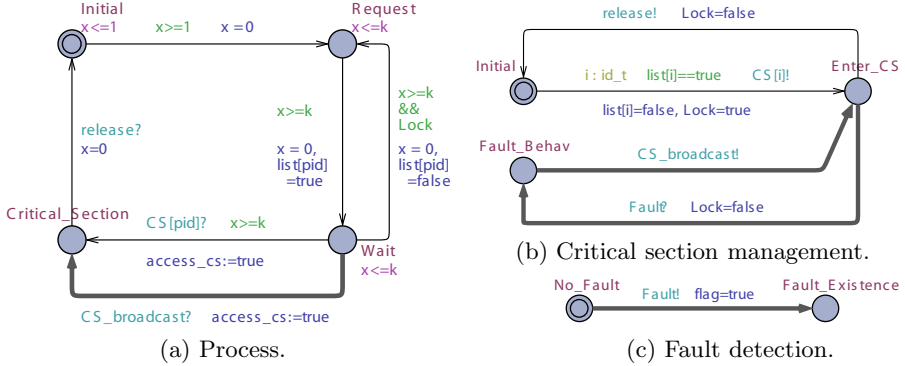 Initial
x<=1
x>=1
x =0
Request
x<=k
x>=k
x = 0,
list[pid]
=true
x>=k
&&
Lock
x = 0,
list[pid]
=false
release?
x=0
Critical_Section
CS[pid]?
x>=k
access_cs:=true
Wait
x<=k
CS_broadcast?
access_cs:=true
(a) Process.
release!
Lock=false
Initial
i : id_t
list[i]==true
CS[i]!
Enter_CS
list[i]=false, Lock=true
Fault_Behav
CS_broadcast!
Fault?
Lock=false
(b) Critical section management.
No_Fault
Fault!
flag=true
Fault_Existence
(c) Fault detection.